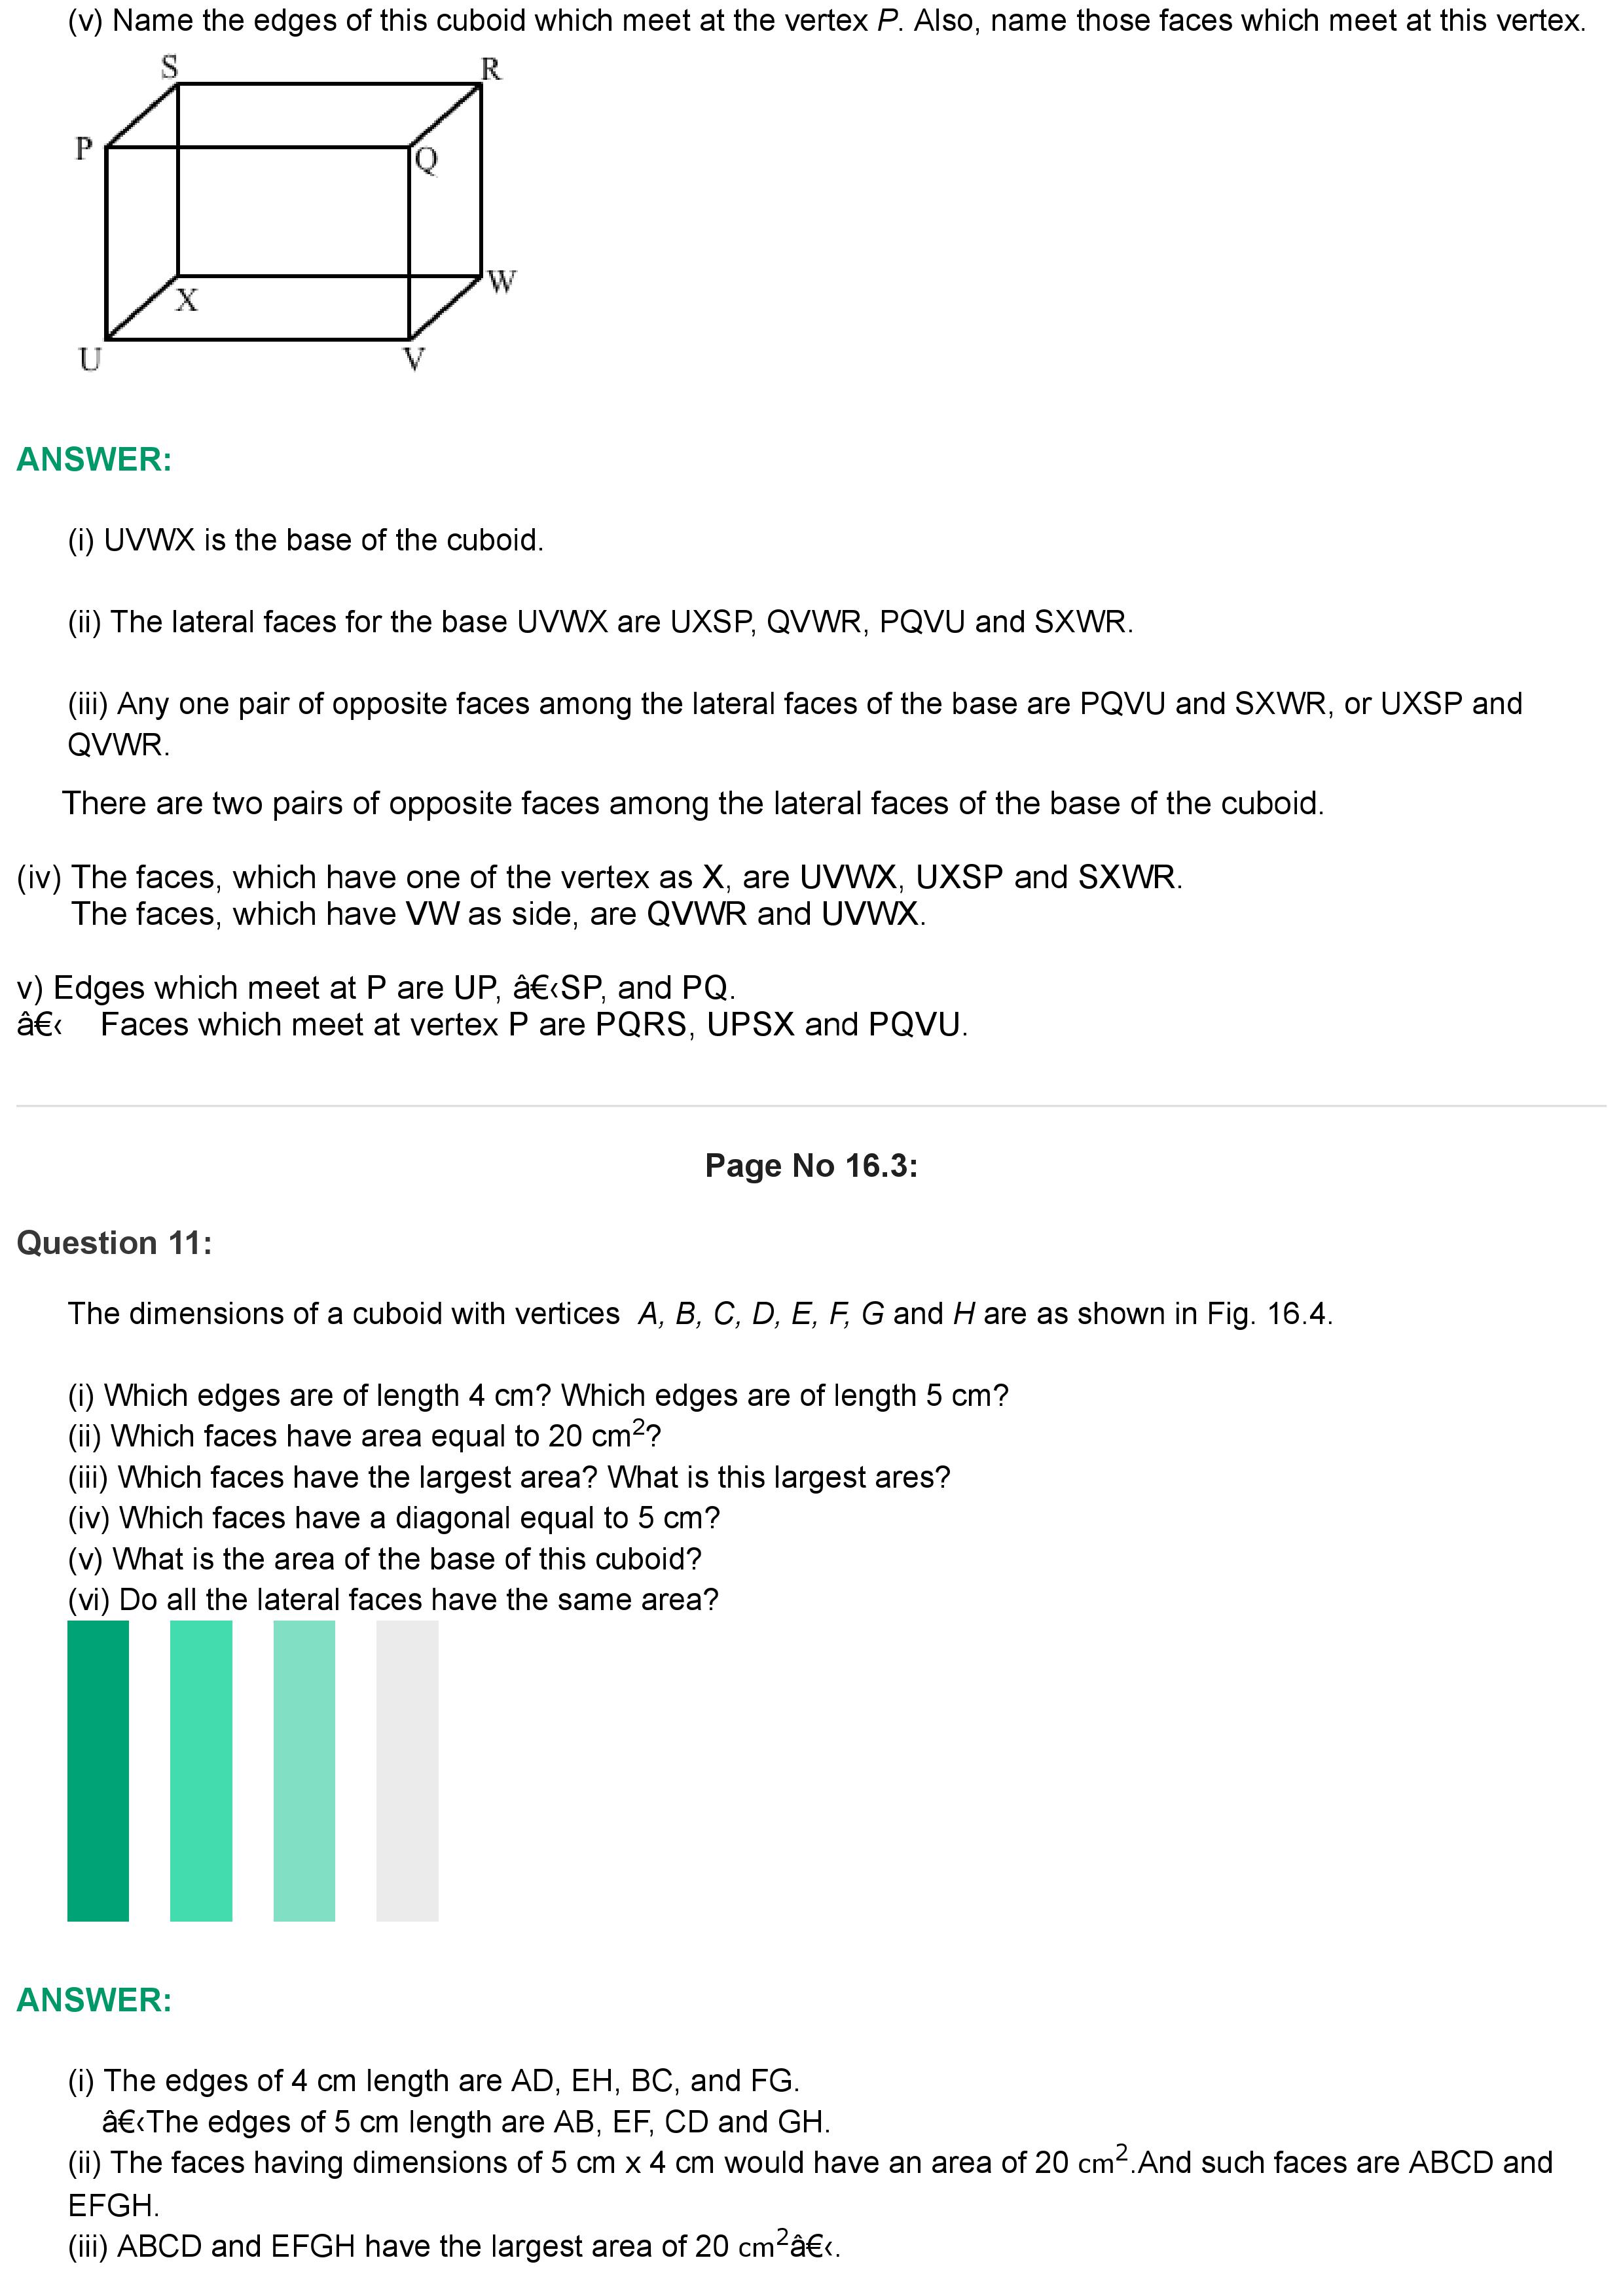 (v) Name the edges of this cuboid which meet at the vertex P. Also, name those faces which meet at this vertex.
S
R
P
Q
X
W
U
V
ANSWER:
(i) UVWX is the base of the cuboid.
(ii) The lateral faces for the base UVWX are UXSP, QVWR, PQVU and SXWR.
(iii) Any one pair of opposite faces among the lateral faces of the base are PQVU and SXWR, or UXSP and
QVWR.
There are two pairs of opposite faces among the lateral faces of the base of the cuboid.
(iv) The faces, which have one of the vertex as X, are UVWX, UXSP and SXWR.
The faces, which have VW as side, are QVWR and UVWX.
v) Edges which meet at P are UP, â€‹SP, and PQ.
â€‹ Faces which meet at vertex P are PQRS, UPSX and PQVU.
Page No 16.3:
Question 11:
The dimensions of a cuboid with vertices A, B, C, D, E, F, G and H are as shown in Fig. 16.4.
(i) Which edges are of length 4 cm? Which edges are of length 5 cm?
(ii) Which faces have area equal to 20 cm²?
(iii) Which faces have the largest area? What is this largest ares?
(iv) Which faces have a diagonal equal to 5 cm?
(v) What is the area of the base of this cuboid?
(vi) Do all the lateral faces have the same area?
ANSWER:
(i) The edges of 4 cm length are AD, EH, BC, and FG.
â€‹The edges of 5 cm length are AB, EF, CD and GH.
(ii) The faces having dimensions of 5 cm x 4 cm would have an area of 20 cm².And such faces are ABCD and
EFGH.
(iii) ABCD and EFGH have the largest area of 20 cm²â€‹.